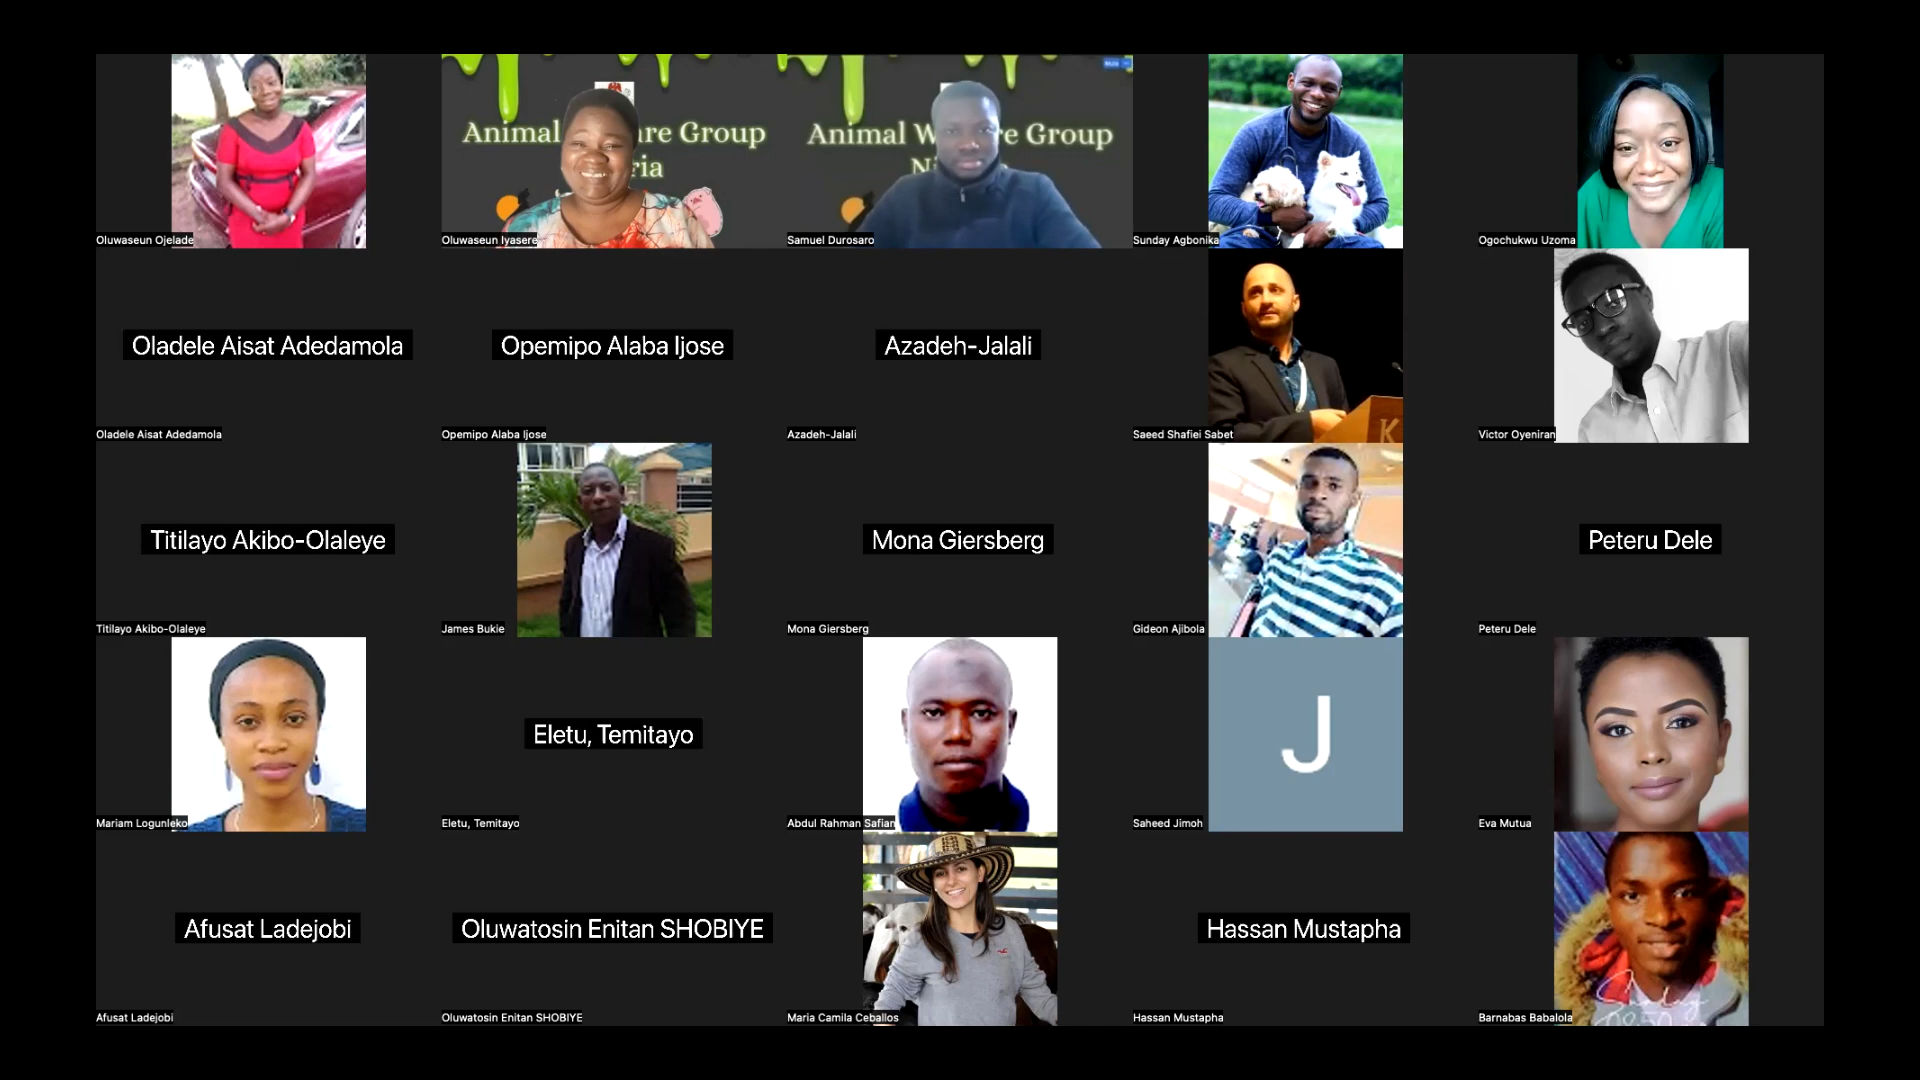 Oluwaseun Ojelade
Animal
re Group
ria
Oluwaseun Iyasere
Animal W
re Group
Samuel Durosaro
Sunday Agbonika
Ogochukwu Uzoma
Oladele Aisat Adedamola
Oladele Aisat Adedamola
Opemipo Alaba Ijose
Opemipo Alaba Ijose
Azadeh-Jalali
Azadeh-Jalali
K
Saeed Shafiei Sabet
Victor Oyeniran
Titilayo Akibo-Olaleye
Titilayo Akibo-Olaleye
James Bukie
Mona Giersberg
Mona Giersberg
Gideon Ajibola
Peteru Dele
Peteru Dele
Mariam Logunleko
Eletu, Temitayo
Eletu, Temitayo
Abdul Rahman Safian
J
Saheed Jimoh
Eva Mutua
Afusat Ladejobi
Afusat Ladejobi
Oluwatosin Enitan SHOBIYE
Oluwatosin Enitan SHOBIYE
Maria Camila Ceballos
Hassan Mustapha
Hassan Mustapha
Barnabas Babalola